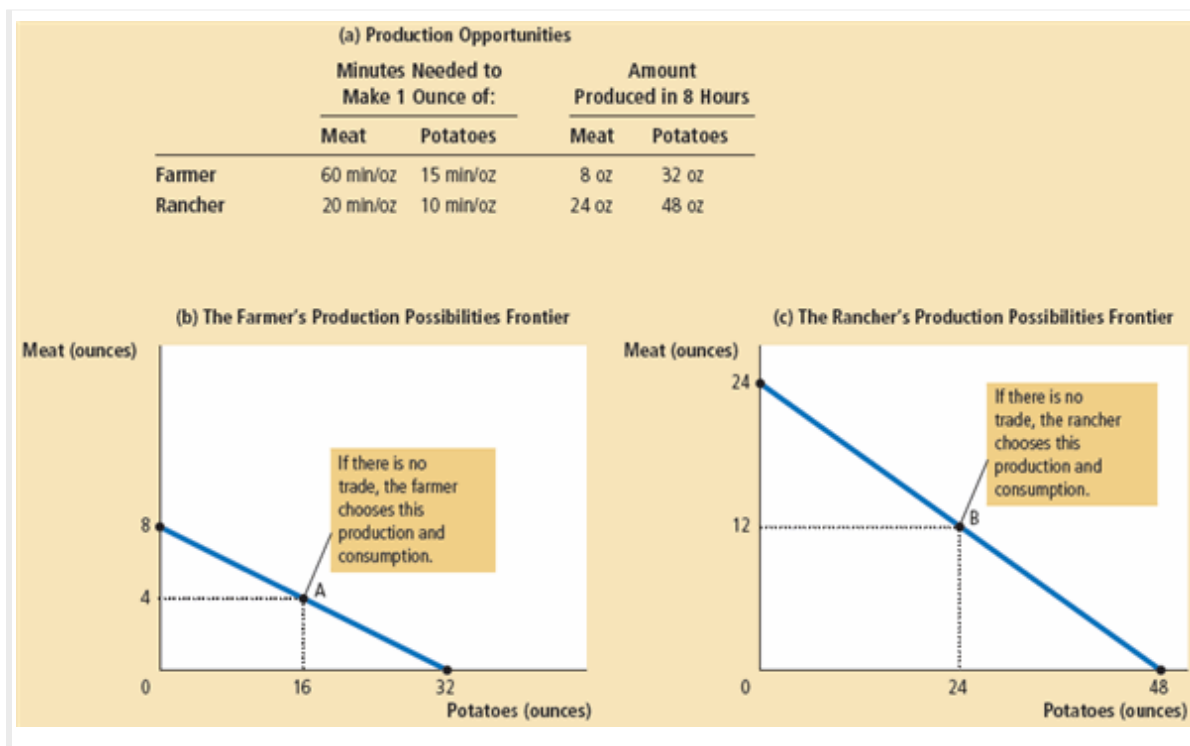 (a) Production Opportunities
Minutes Needed to Make 1 Ounce of:
Amount Produced in 8 Hours
Meat Potatoes Meat Potatoes
Farmer 60 min/oz 15 min/oz 8 oz 32 oz
Rancher 20 min/oz 10 min/oz 24 oz 48 oz
(b) The Farmer's Production Possibilities Frontier
Meat (ounces)
If there is no
trade, the farmer
chooses this
production and
consumption.
8
4
A
0 16 32
Potatoes (ounces)
(c) The Rancher's Production Possibilities Frontier
Meat (ounces)
24
If there is no
trade, the rancher
chooses this
production and
consumption.
12
B
0 24 48
Potatoes (ounces)